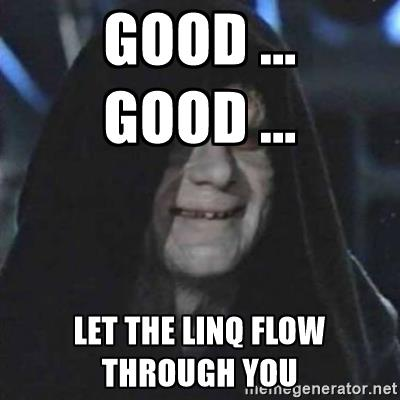 GOOD ...
GOOD ...
LET THE LINQ FLOW
THROUGH YOU
memegenerator.net